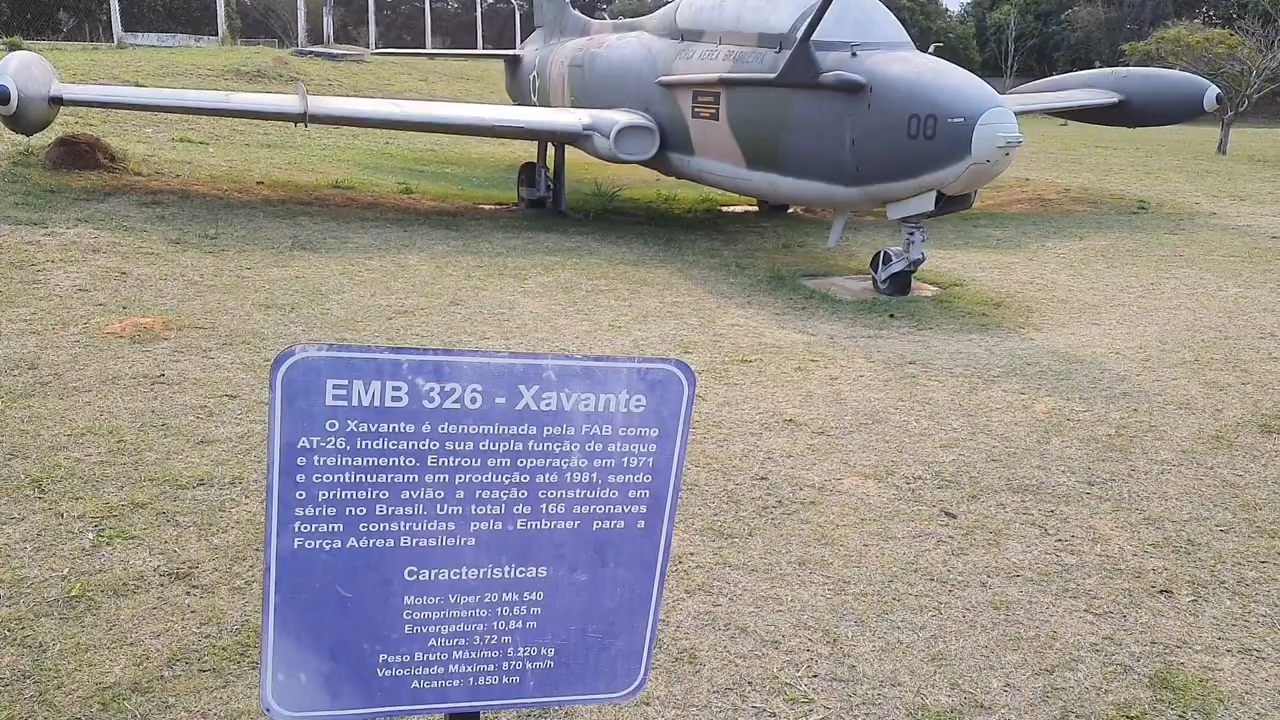 FORÇA AÉREA BRASILEIRA
00
EMB 326 - Xavante
O Xavante é denominada pela FAB como
AT-26, indicando sua dupla função de ataque
e treinamento. Entrou em operação em 1971
e continuaram em produção até 1981, sendo
o primeiro avião a reação construído em
série no Brasil. Um total de 166 aeronaves
foram construídas pela Embraer para a
Força Aérea Brasileira
Características
Motor: Viper 20 Mk 540
Comprimento: 10,65 m
Envergadura: 10,84 m
Altura: 3,72 m
Peso Bruto Máximo: 5.220 kg
Velocidade Máxima: 870 km/h
Alcance: 1.850 km